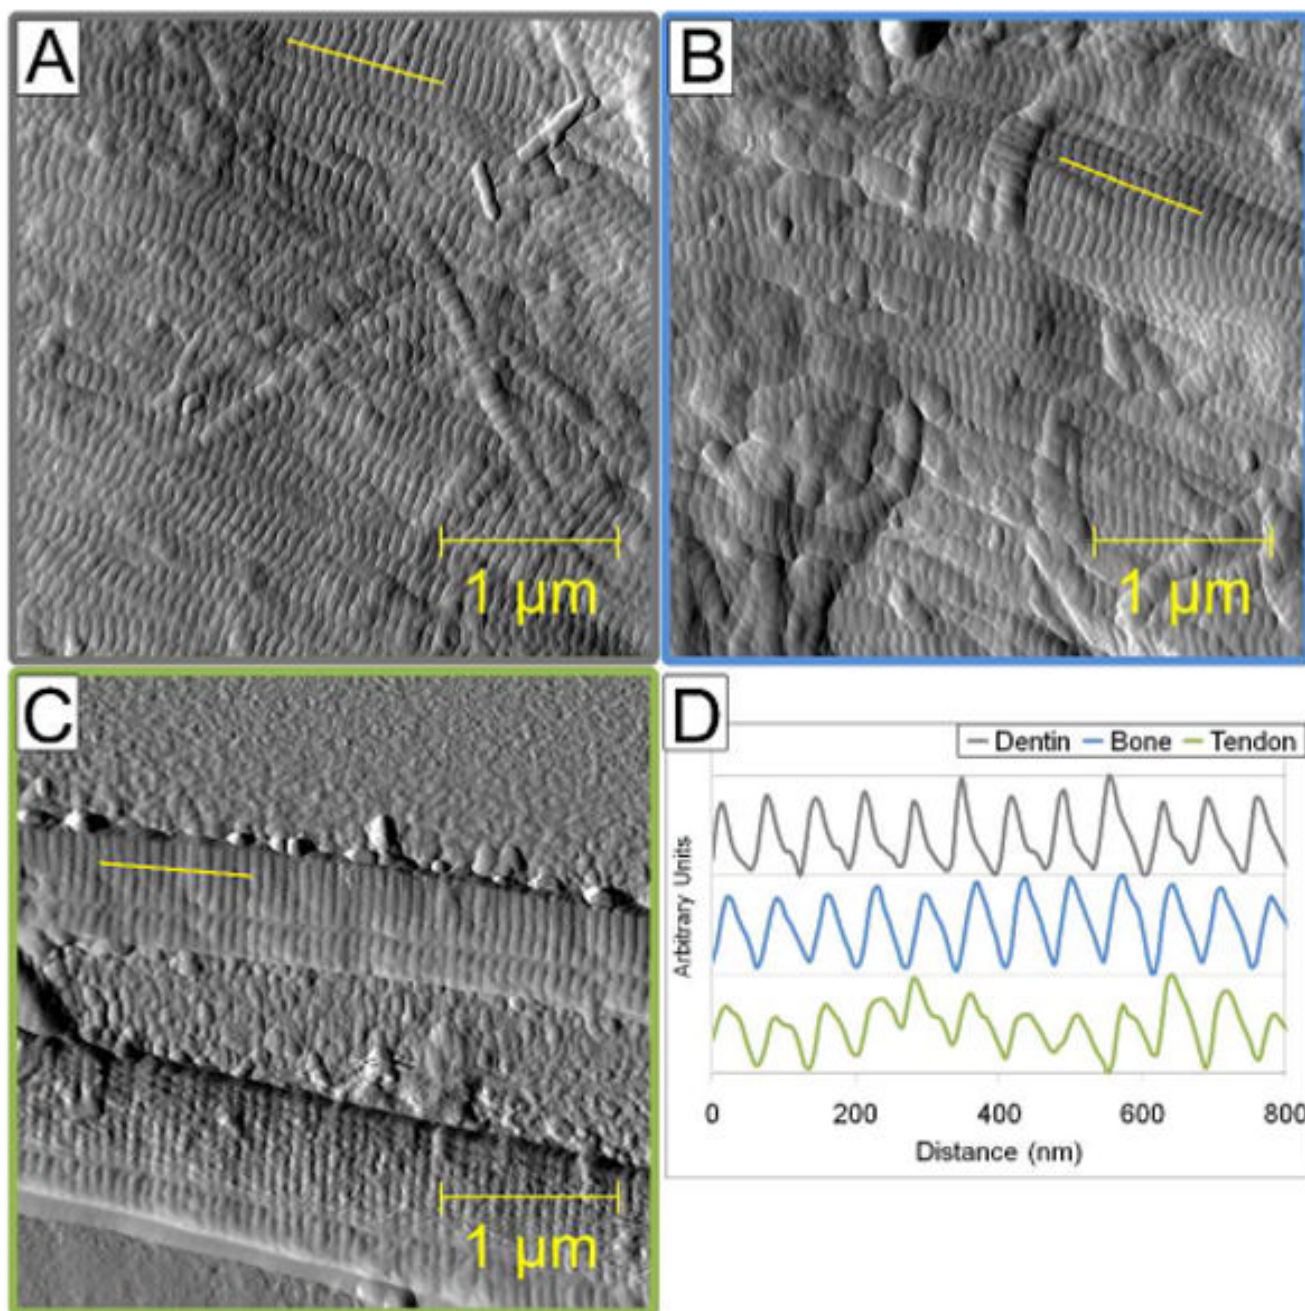 A
B
1 µm
1 µm
C
D
Dentin Bone Tendon
Arbitrary Units
0 200 400 600 800
Distance (nm)
1 µm